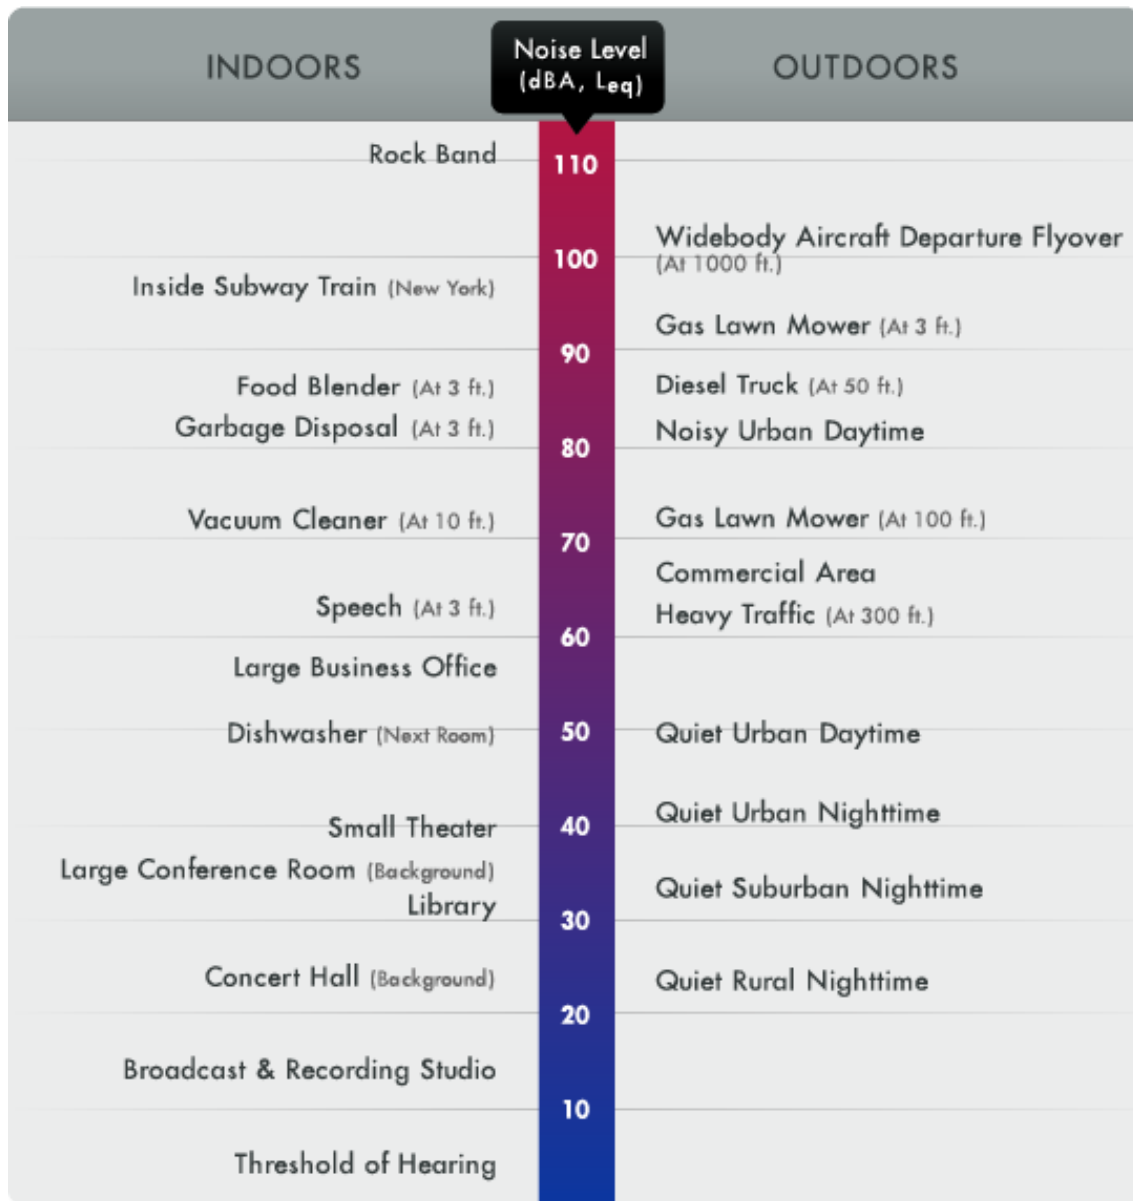 INDOORS
Noise Level
(dBA, Leq)
OUTDOORS
Rock Band
110
Widebody Aircraft Departure Flyover
(At 1000 ft.)
100
Inside Subway Train (New York)
Gas Lawn Mower (At 3 ft.)
90
Food Blender (At 3 ft.)
Diesel Truck (At 50 ft.)
Garbage Disposal (At 3 ft.)
Noisy Urban Daytime
80
Vacuum Cleaner (At 10 ft.)
Gas Lawn Mower (At 100 ft.)
70
Commercial Area
Speech (At 3 ft.)
Heavy Traffic (At 300 ft.)
60
Large Business Office
Dishwasher (Next Room)
50
Quiet Urban Daytime
Quiet Urban Nighttime
Small Theater
40
Large Conference Room (Background)
Quiet Suburban Nighttime
Library
30
Concert Hall (Background)
Quiet Rural Nighttime
20
Broadcast & Recording Studio
10
Threshold of Hearing